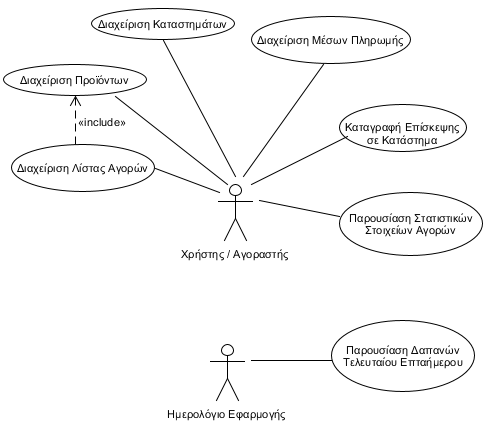 Διαχείριση Καταστημάτων
Διαχείριση Μέσων Πληρωμής
Διαχείριση Προϊόντων
«include»
Καταγραφή Επίσκεψης
σε Κατάστημα
Διαχείριση Λίστας Αγορών
Παρουσίαση Στατιστικών
Στοιχείων Αγορών
Χρήστης / Αγοραστής
Παρουσίαση Δαπανών
Τελευταίου Επταήμερου
Ημερολόγιο Εφαρμογής